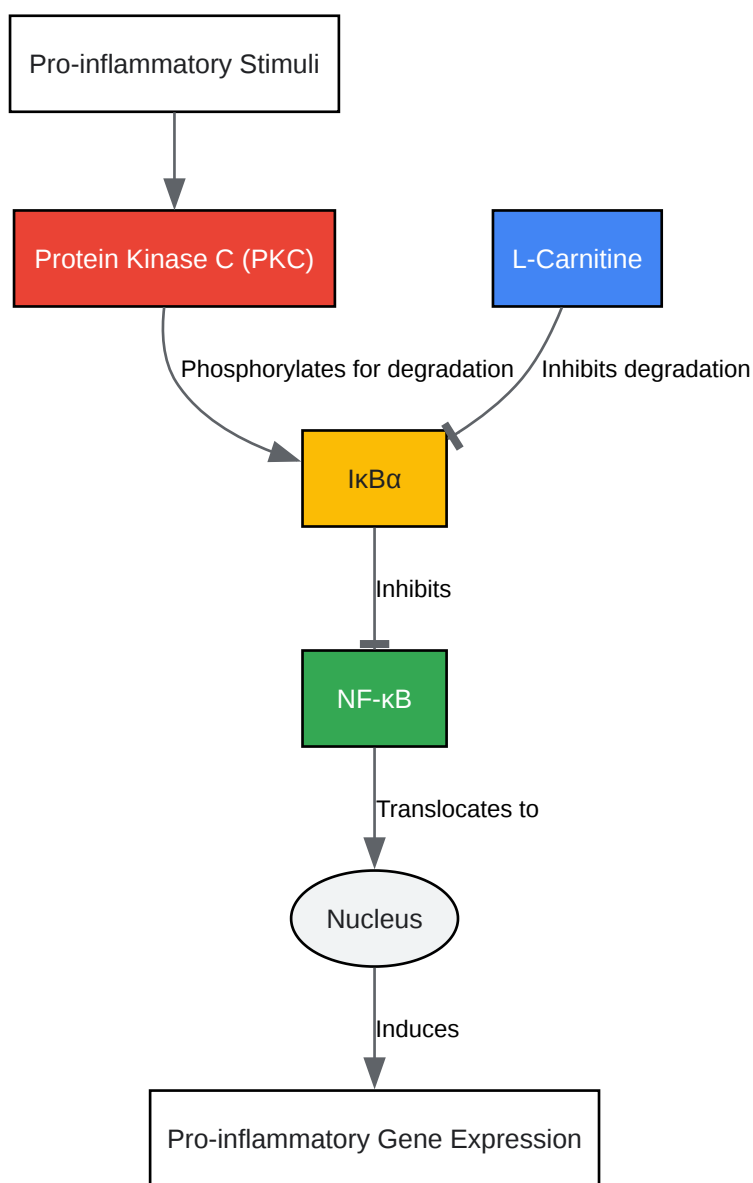 Pro-inflammatory Stimuli
Protein Kinase C (PKC)
L-Carnitine
Phosphorylates for degradation
Inhibits degradation
IκBα
Inhibits
NF-κB
Translocates to
Nucleus
Induces
Pro-inflammatory Gene Expression